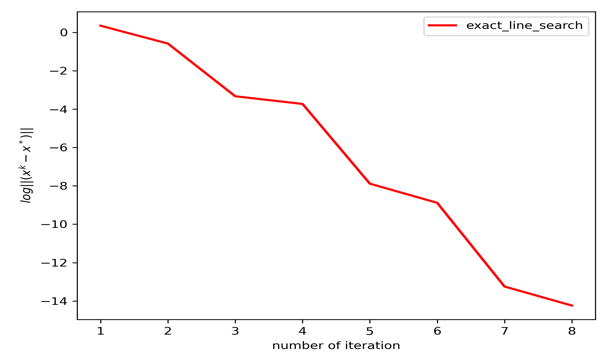 exact_line_search
0
−2
−4
−6
−8
−10
−12
−14
log||(x^k − x^*)||
1 2 3 4 5 6 7 8
number of iteration